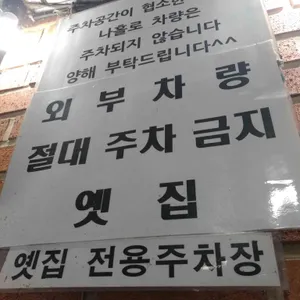 주차공간이 협소한
나홀로 차량은
주차되지 않습니다
양해 부탁드립니다^^
외부차량
절대 주차 금지
옛 집
옛집 전용주차장